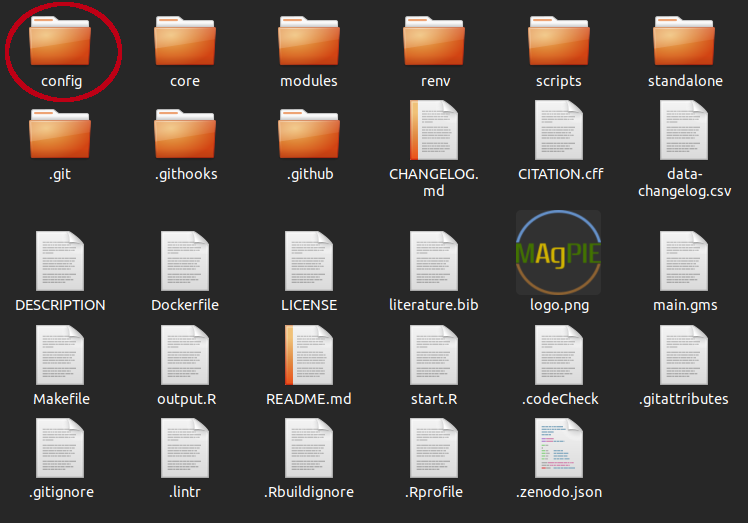 config
core
modules
renv
scripts
standalone
.git
.githooks
.github
CHANGELOG.
md
CITATION.cff
data-
changelog.csv
DESCRIPTION
Dockerfile
LICENSE
literature.bib
MAgPIE
logo.png
main.gms
Makefile
output.R
README.md
start.R
.codeCheck
.gitattributes
.gitignore
.lintr
.Rbuildignore
.Rprofile
.zenodo.json